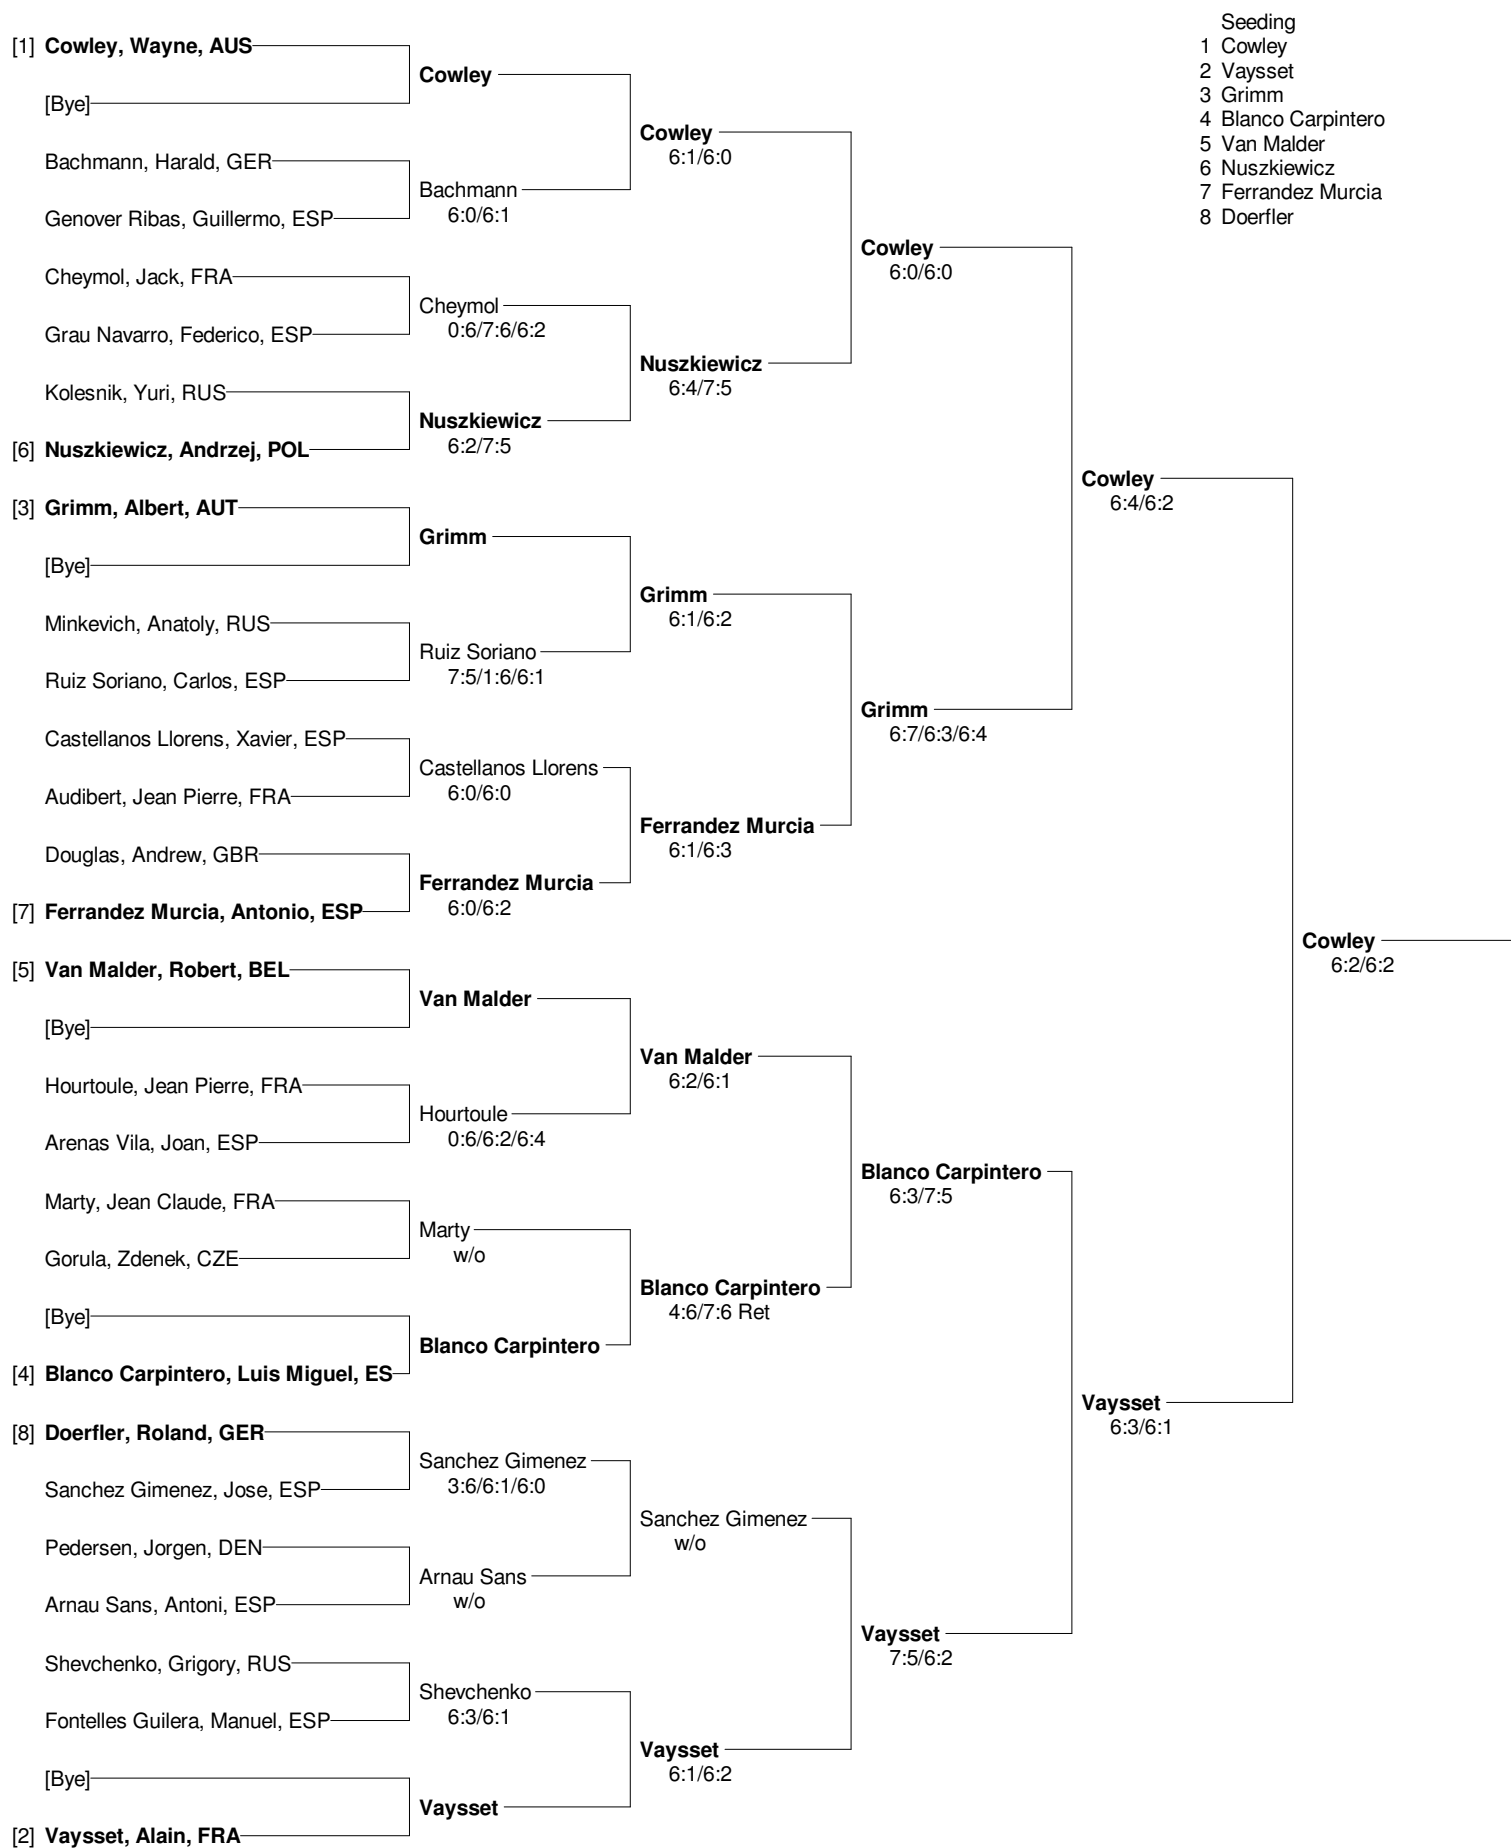 Seeding
1 Cowley
2 Vaysset
3 Grimm
4 Blanco Carpintero
5 Van Malder
6 Nuszkiewicz
7 Ferrandez Murcia
8 Doerfler
[1] Cowley, Wayne, AUS
[Bye]
Bachmann, Harald, GER
Genover Ribas, Guillermo, ESP
Cheymol, Jack, FRA
Grau Navarro, Federico, ESP
Kolesnik, Yuri, RUS
[6] Nuszkiewicz, Andrzej, POL
[3] Grimm, Albert, AUT
[Bye]
Minkevich, Anatoly, RUS
Ruiz Soriano, Carlos, ESP
Castellanos Llorens, Xavier, ESP
Audibert, Jean Pierre, FRA
Douglas, Andrew, GBR
[7] Ferrandez Murcia, Antonio, ESP
[5] Van Malder, Robert, BEL
[Bye]
Hourtoule, Jean Pierre, FRA
Arenas Vila, Joan, ESP
Marty, Jean Claude, FRA
Gorula, Zdenek, CZE
[Bye]
[4] Blanco Carpintero, Luis Miguel, ES
[8] Doerfler, Roland, GER
Sanchez Gimenez, Jose, ESP
Pedersen, Jorgen, DEN
Arnau Sans, Antoni, ESP
Shevchenko, Grigory, RUS
Fontelles Guilera, Manuel, ESP
[Bye]
[2] Vaysset, Alain, FRA
Cowley
Bachmann
6:0/6:1
Cheymol
0:6/7:6/6:2
Nuszkiewicz
6:2/7:5
Grimm
Ruiz Soriano
7:5/1:6/6:1
Castellanos Llorens
6:0/6:0
Ferrandez Murcia
6:0/6:2
Van Malder
Hourtoule
0:6/6:2/6:4
Marty
w/o
Blanco Carpintero
Sanchez Gimenez
3:6/6:1/6:0
Arnau Sans
w/o
Shevchenko
6:3/6:1
Vaysset
Cowley
6:1/6:0
Nuszkiewicz
6:4/7:5
Grimm
6:1/6:2
Ferrandez Murcia
6:1/6:3
Van Malder
6:2/6:1
Blanco Carpintero
4:6/7:6 Ret
Sanchez Gimenez
w/o
Vaysset
6:1/6:2
Cowley
6:0/6:0
Grimm
6:7/6:3/6:4
Blanco Carpintero
6:3/7:5
Vaysset
7:5/6:2
Cowley
6:4/6:2
Vaysset
6:3/6:1
Cowley
6:2/6:2